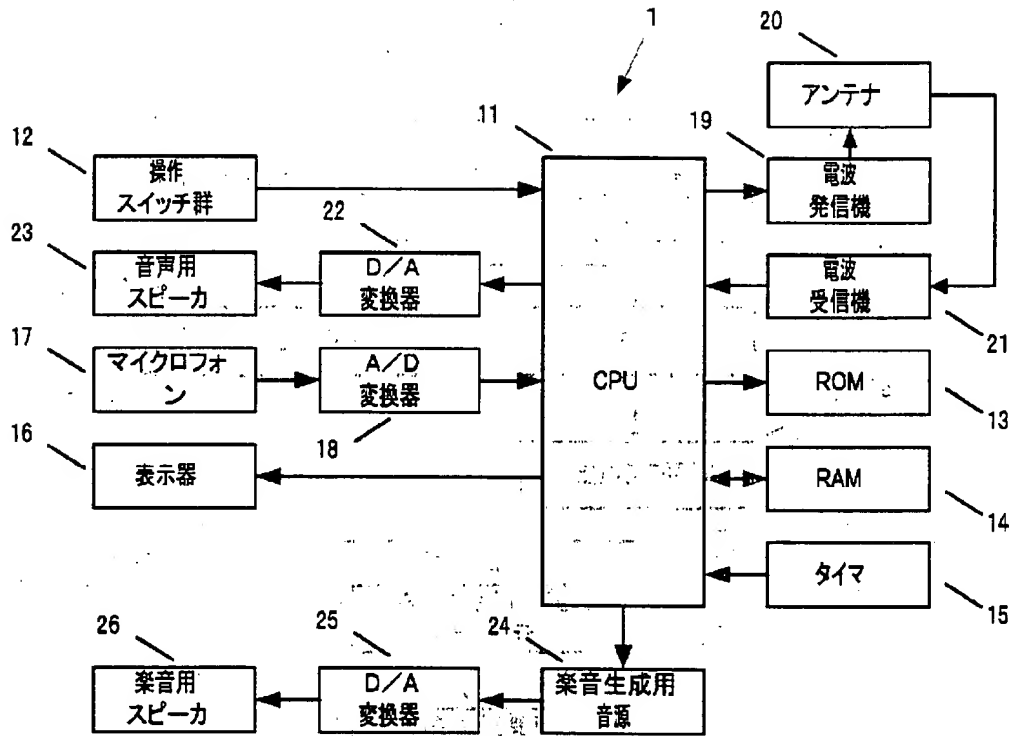 1
20
アンテナ
12
操作
スイッチ群
11
19
電波
発信機
23
音声用
スピーカ
22
D/A
変換器
電波
受信機
21
17
マイクロフォ
ン
A/D
変換器
18
CPU
ROM
13
16
表示器
RAM
14
タイマ
15
26
楽音用
スピーカ
25
D/A
変換器
24
楽音生成用
音源